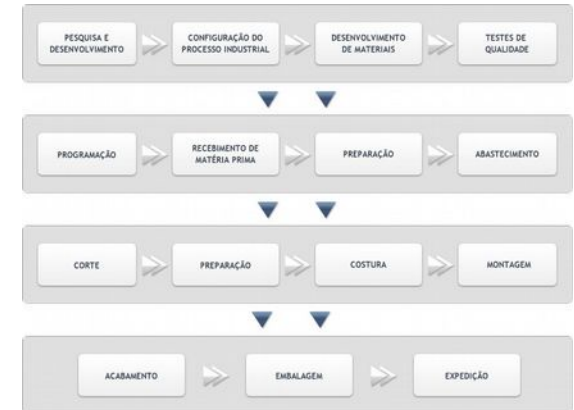 PESQUISA E
DESENVOLVIMENTO
CONFIGURAÇÃO DO
PROCESSO INDUSTRIAL
DESENVOLVIMENTO
DE MATERIAIS
TESTES DE
QUALIDADE
PROGRAMAÇÃO
RECEBIMENTO DE
MATÉRIA PRIMA
PREPARAÇÃO
ABASTECIMENTO
CORTE
PREPARAÇÃO
COSTURA
MONTAGEM
ACABAMENTO
EMBALAGEM
EXPEDIÇÃO